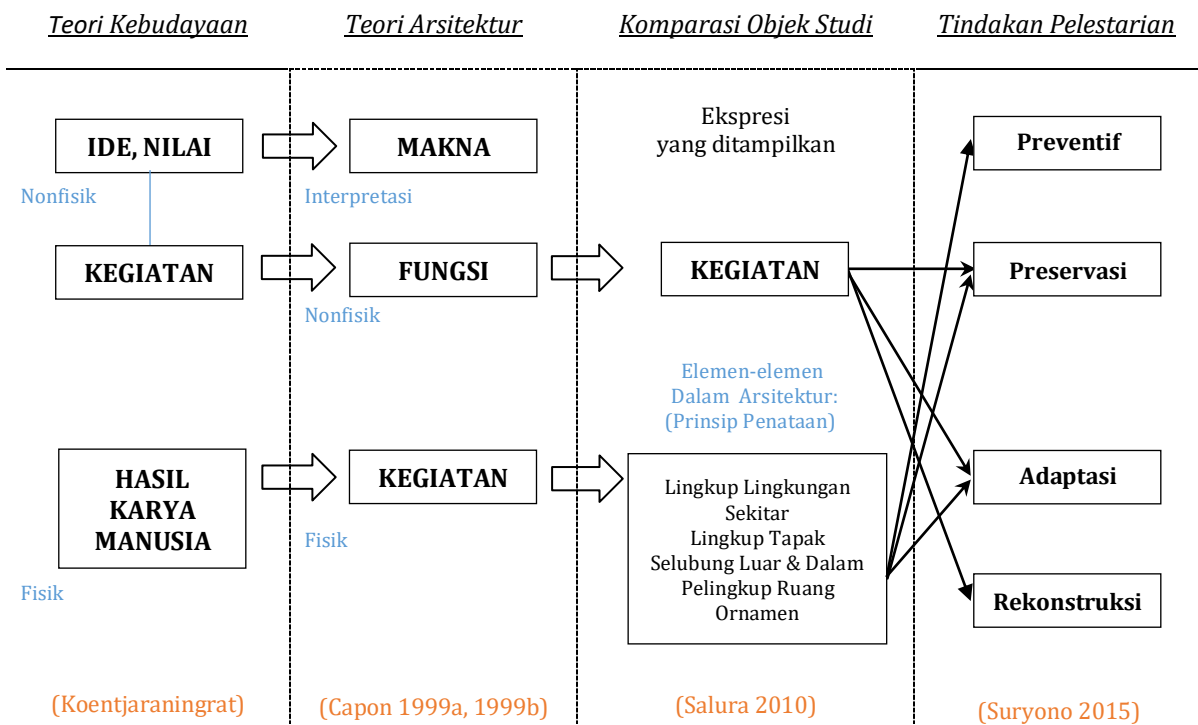 Teori Kebudayaan
Teori Arsitektur
Komparasi Objek Studi
Tindakan Pelestarian
IDE, NILAI
Nonfisik
KEGIATAN
HASIL
KARYA
MANUSIA
Fisik
(Koentjaraningrat)
MAKNA
Interpretasi
FUNGSI
Nonfisik
KEGIATAN
Fisik
(Capon 1999a, 1999b)
Ekspresi
yang ditampilkan
KEGIATAN
Elemen-elemen
Dalam Arsitektur:
(Prinsip Penataan)
Lingkup Lingkungan
Sekitar
Lingkup Tapak
Selubung Luar & Dalam
Pelingkup Ruang
Ornamen
(Salura 2010)
Preventif
Preservasi
Adaptasi
Rekonstruksi
(Suryono 2015)